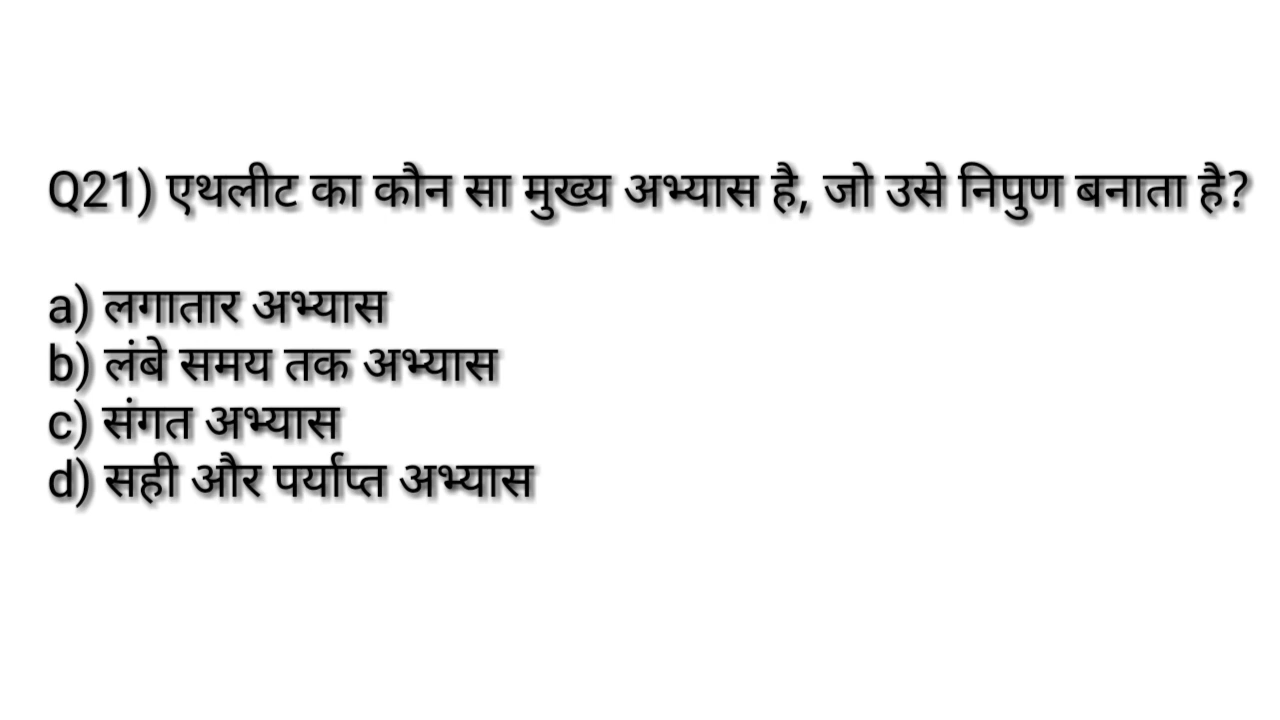 Q21) एथलीट का कौन सा मुख्य अभ्यास है, जो उसे निपुण बनाता है?
a) लगातार अभ्यास
b) लंबे समय तक अभ्यास
c) संगत अभ्यास
d) सही और पर्याप्त अभ्यास